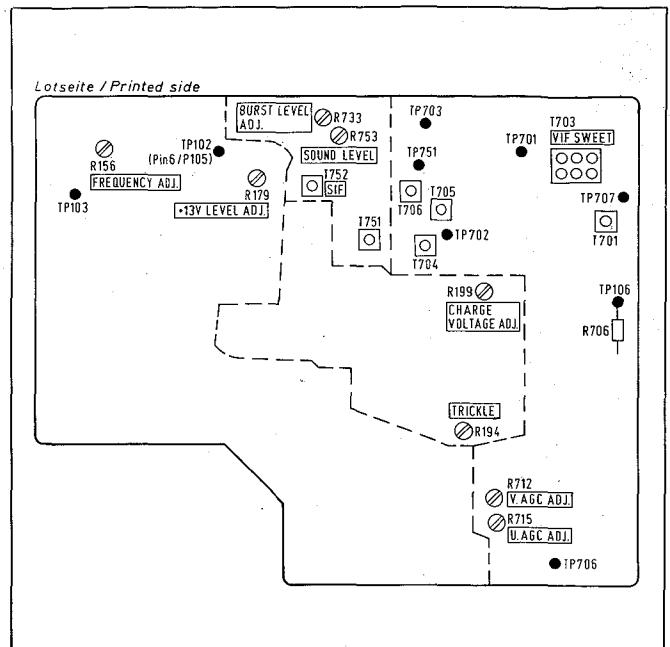 Lotseite / Printed side
BURST LEVEL
ADJ.
R733
R753
SOUND LEVEL
TP703
T703
VIF SWEET
TP701
TP102
(Pin6/P105)
R156
FREQUENCY ADJ.
TP103
R179
+13V LEVEL ADJ.
T752
SIF
TP751
T706
T705
TP707
T701
T751
TP702
T704
R199
CHARGE
VOLTAGE ADJ.
TP106
R706
TRICKLE
R194
R712
V. AGC ADJ.
R715
U. AGC ADJ.
TP706